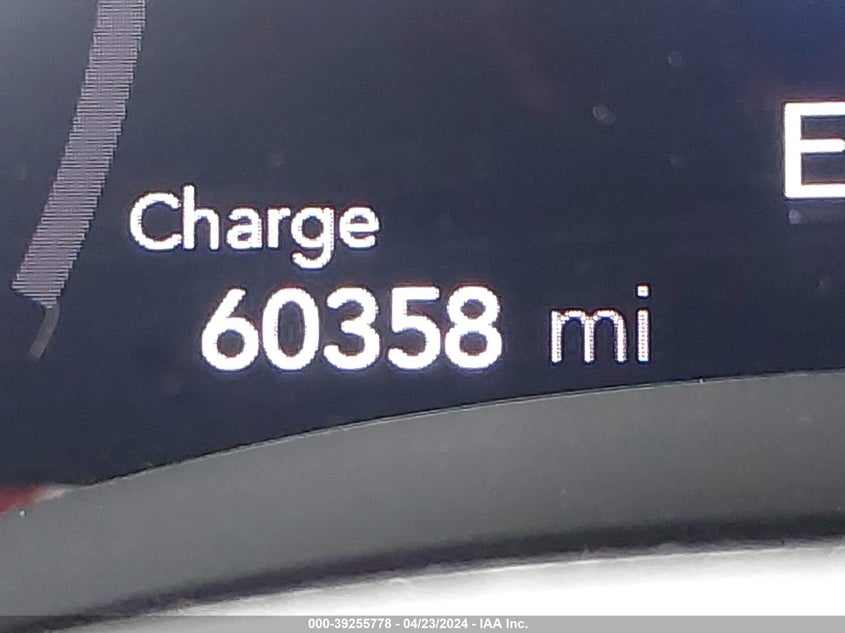 E
Charge
60358 mi
000-39255778 - 04/23/2024 - IAA Inc.